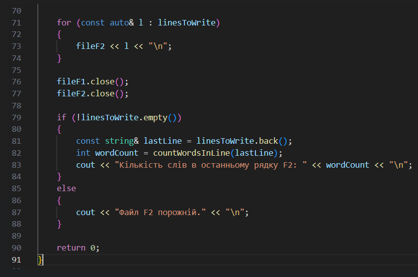 70
71 for (const auto& l : linesToWrite)
72 {
73 fileF2 << l << "\n";
74 }
75
76 fileF1.close();
77 fileF2.close();
78
79 if (!linesToWrite.empty())
80 {
81 const string& lastLine = linesToWrite.back();
82 int wordCount = countWordsInLine(lastLine);
83 cout << "Кількість слів в останньому рядку F2: " << wordCount << "\n";
84 }
85 else
86 {
87 cout << "Файл F2 порожній." << "\n";
88 }
89
90 return 0;
91 }